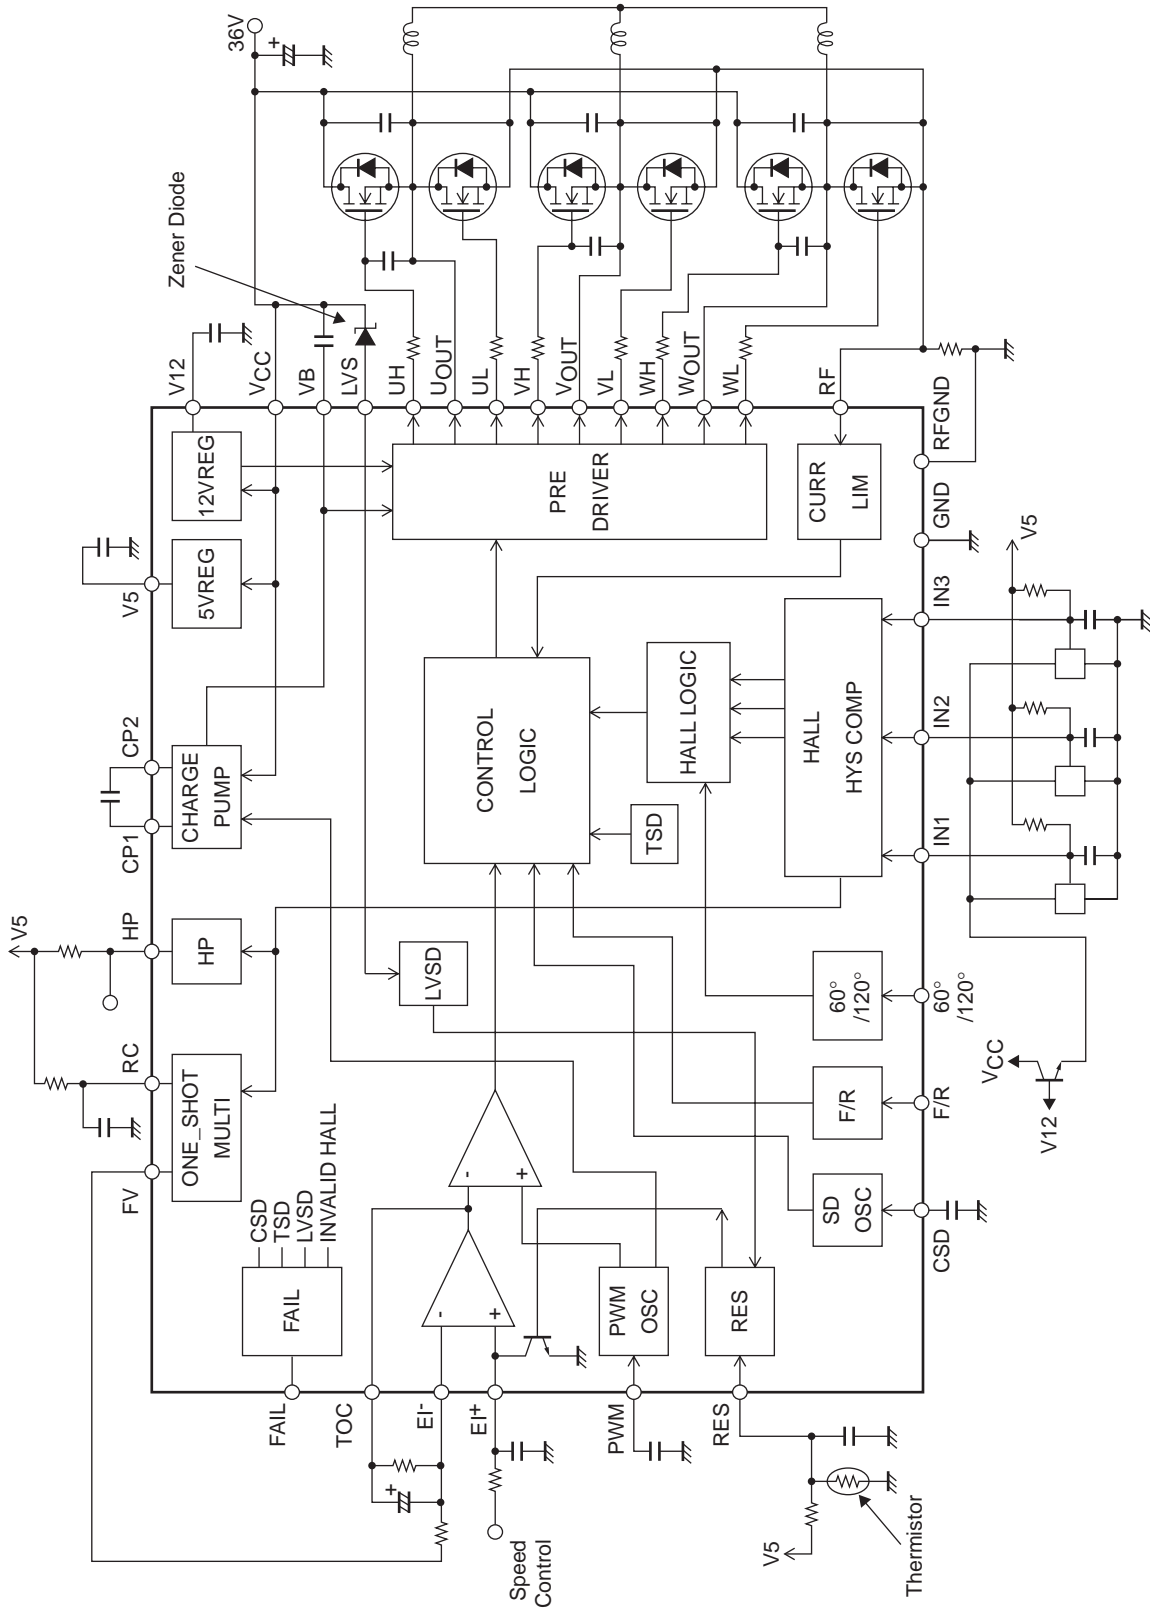 V5
FV
RC
HP
CP1
CP2
V5
V12
ONE_SHOT
MULTI
HP
CHARGE
PUMP
5VREG
12VREG
VCC
VB
LVS
36V
+
Zener Diode
FAIL
FAIL
CSD
TSD
LVSD
INVALID HALL
TOC
+
EI-
EI+
Speed
Control
-
+
-
+
LVSD
CONTROL
LOGIC
PRE
DRIVER
UH
UOUT
UL
VH
VOUT
VL
WH
WOUT
WL
PWM
PWM
OSC
TSD
HALL LOGIC
RES
RES
V5
Thermistor
SD
OSC
F/R
60°
/120°
HALL
HYS COMP
CURR
LIM
RF
CSD
F/R
60°
/120°
IN1
IN2
IN3
GND
RFGND
VCC
V12
V5